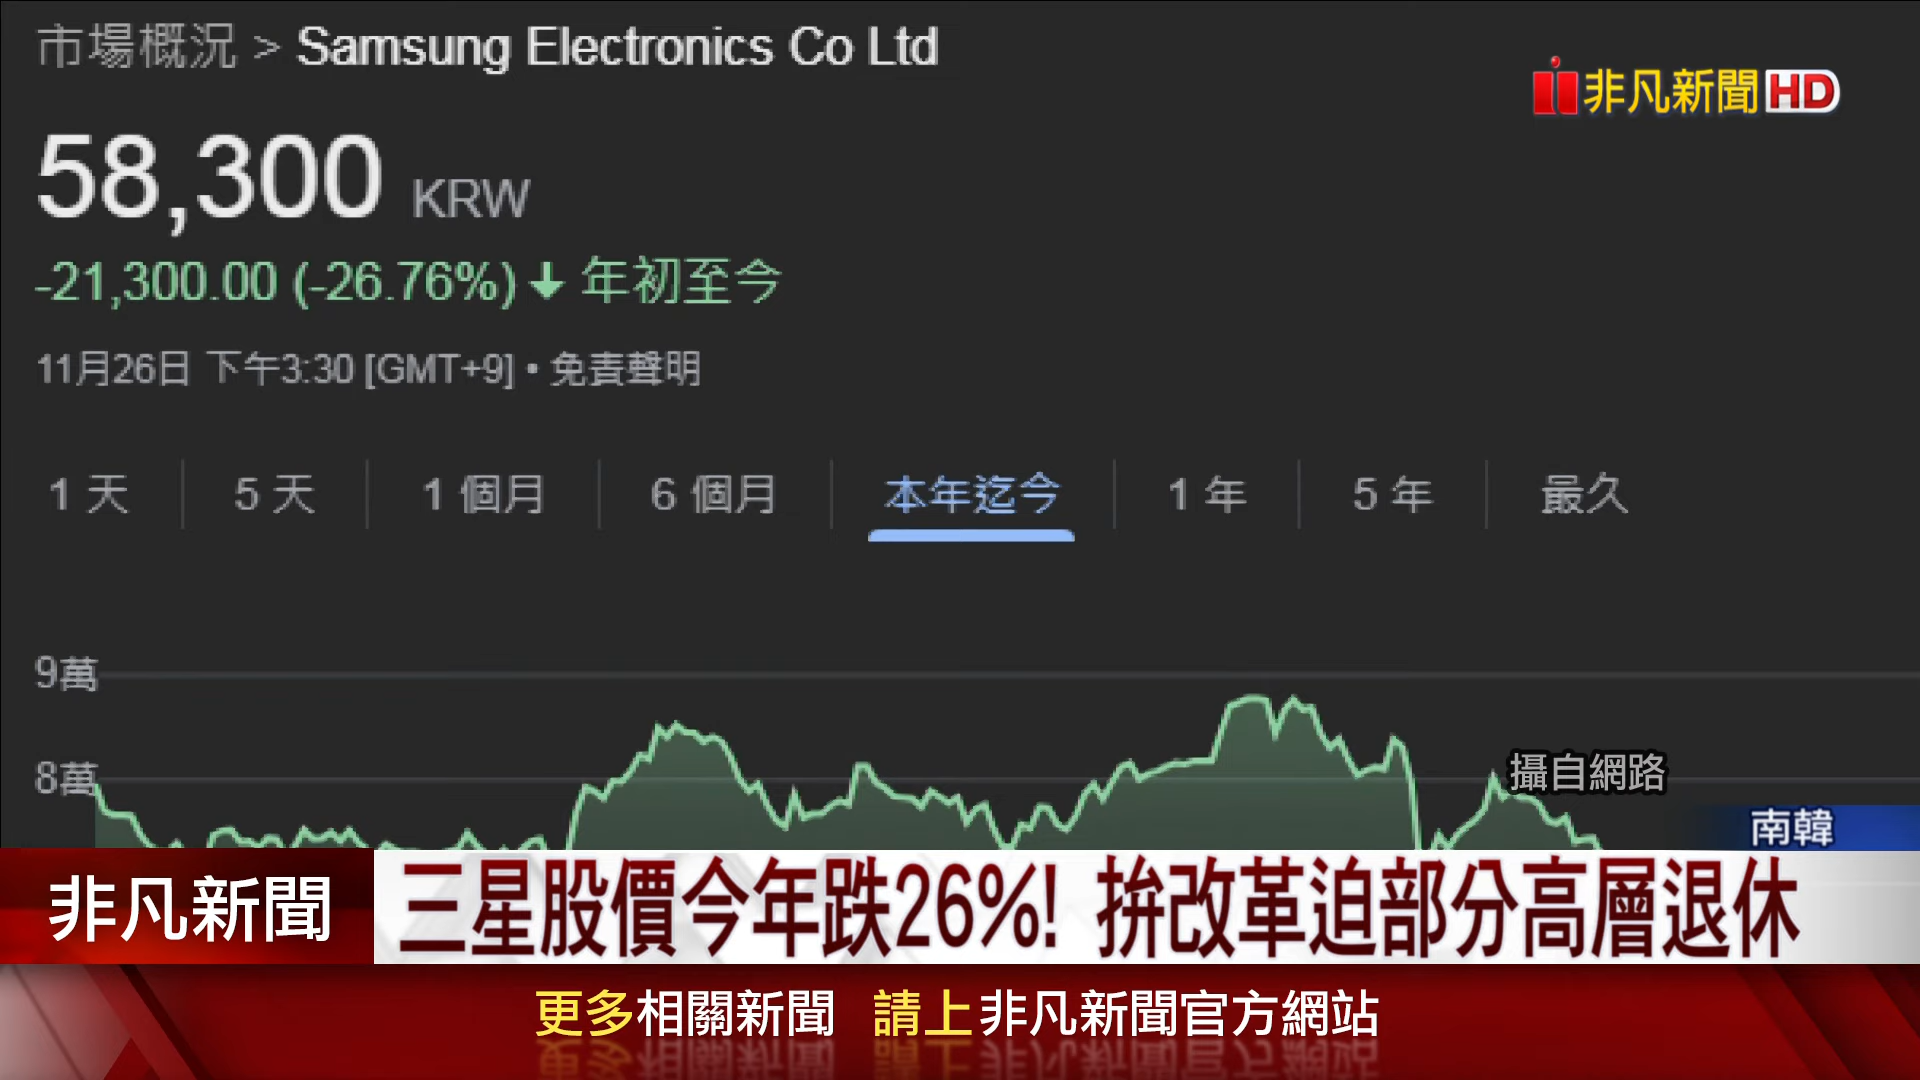 市場概況 > Samsung Electronics Co Ltd
非凡新聞HD
58,300 KRW
-21,300.00 (-26.76%) ↓ 年初至今
11月26日 下午3:30 [GMT+9] • 免責聲明
1 天 5 天 1 個月 6 個月 本年迄今 1 年 5 年 最久
9萬
8萬
攝自網路
南韓
非凡新聞 三星股價今年跌26%! 拚改革迫部分高層退休
更多相關新聞 請上非凡新聞官方網站